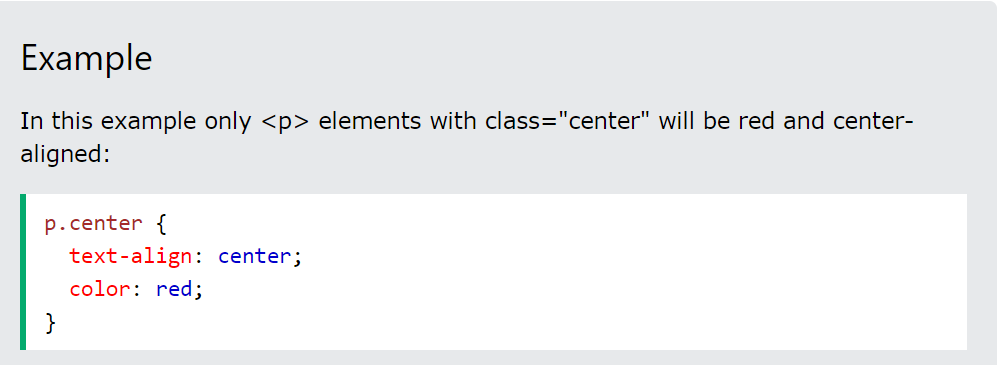 Example
In this example only <p> elements with class="center" will be red and center-
aligned:
p.center {
  text-align: center;
  color: red;
}